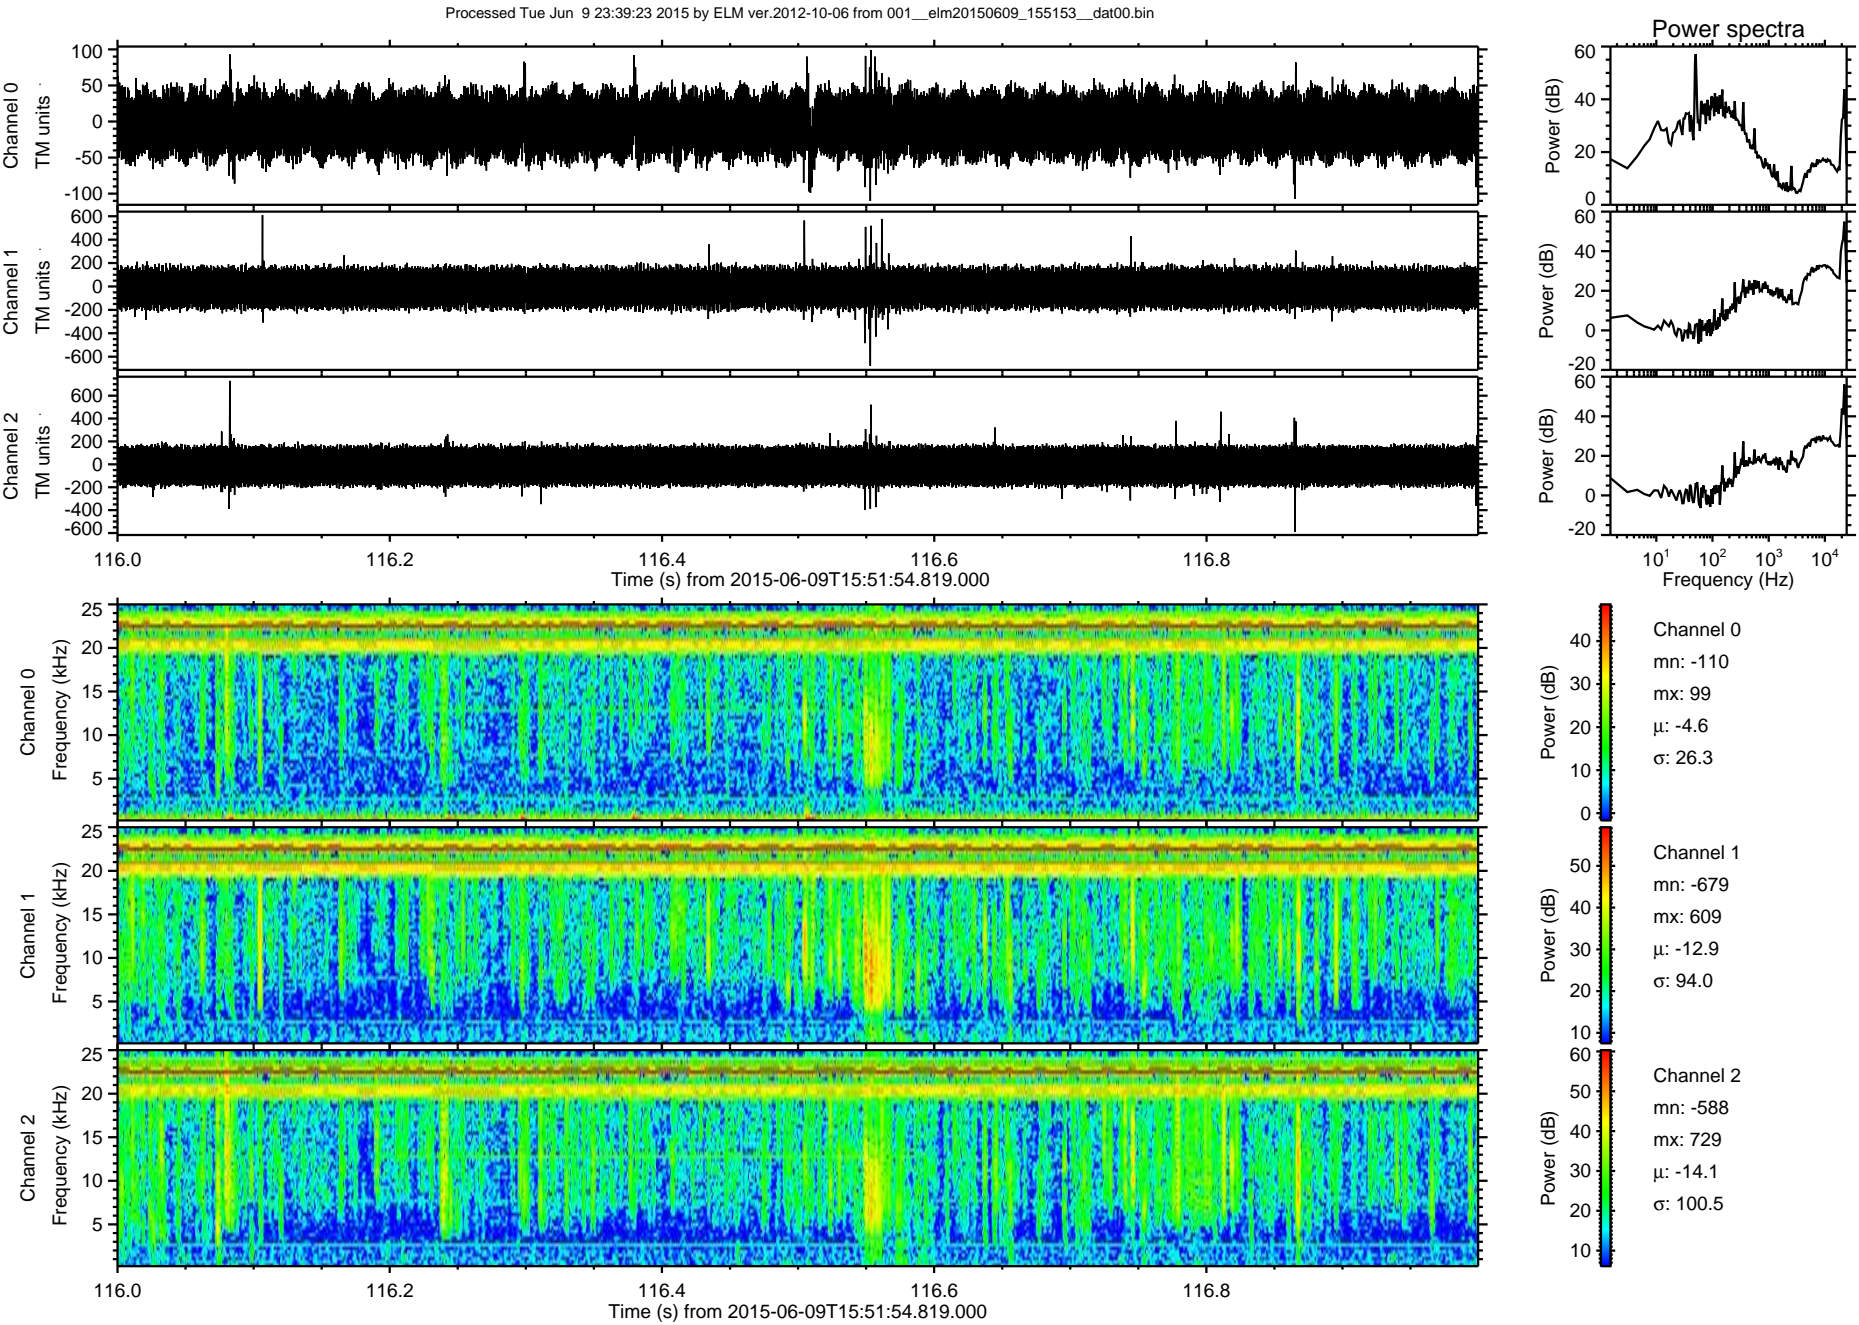 Processed Tue Jun  9 23:39:23 2015 by ELM ver.2012-10-06 from 001__elm20150609_155153__dat00.bin
Power spectra
Channel 0
TM units
100
50
0
-50
-100
Power (dB)
60
40
20
0
Channel 1
TM units
600
400
200
0
-200
-400
-600
Power (dB)
60
40
20
0
-20
Channel 2
TM units
600
400
200
0
-200
-400
-600
Power (dB)
60
40
20
0
-20
116.0 116.2 116.4 116.6 116.8
Time (s) from 2015-06-09T15:51:54.819.000
10¹ 10² 10³ 10⁴
Frequency (Hz)
Channel 0
Frequency (kHz)
25
20
15
10
5
Power (dB)
40
30
20
10
0
Channel 0
mn: -110
mx: 99
μ: -4.6
σ: 26.3
Channel 1
Frequency (kHz)
25
20
15
10
5
Power (dB)
50
40
30
20
10
Channel 1
mn: -679
mx: 609
μ: -12.9
σ: 94.0
Channel 2
Frequency (kHz)
25
20
15
10
5
Power (dB)
60
50
40
30
20
10
Channel 2
mn: -588
mx: 729
μ: -14.1
σ: 100.5
116.0 116.2 116.4 116.6 116.8
Time (s) from 2015-06-09T15:51:54.819.000